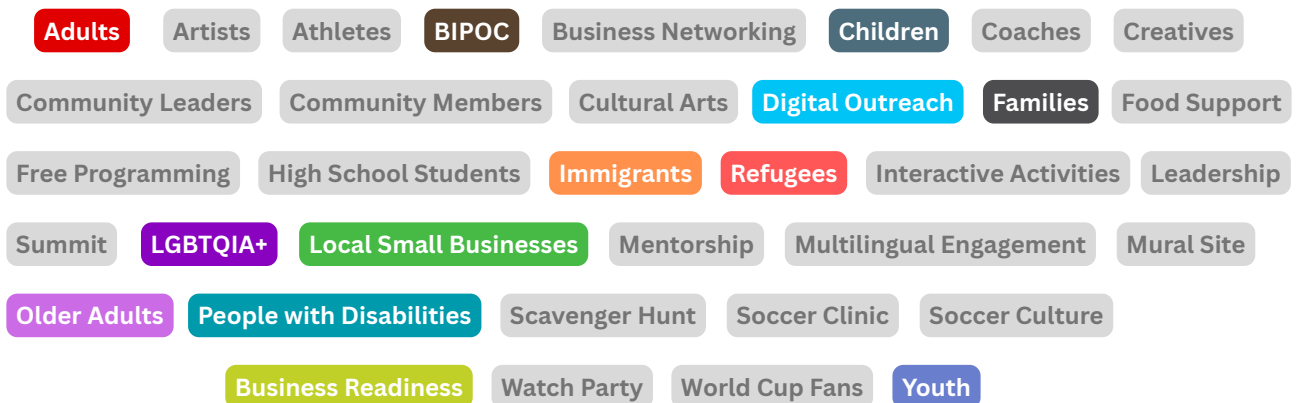 Adults Artists Athletes BIPOC Business Networking Children Coaches Creatives
Community Leaders Community Members Cultural Arts Digital Outreach Families Food Support
Free Programming High School Students Immigrants Refugees Interactive Activities Leadership
Summit LGBTQIA+ Local Small Businesses Mentorship Multilingual Engagement Mural Site
Older Adults People with Disabilities Scavenger Hunt Soccer Clinic Soccer Culture
Business Readiness Watch Party World Cup Fans Youth